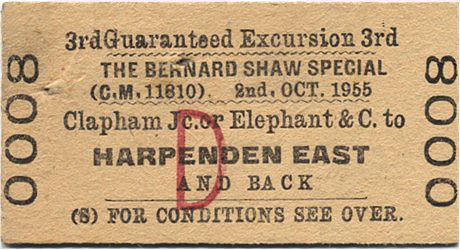 3rd Guaranteed Excursion 3rd
THE BERNARD SHAW SPECIAL
(C.M. 11810). 2nd. OCT. 1955
Clapham Jc. or Elephant & C. to
HARPENDEN EAST
AND BACK
(S) FOR CONDITIONS SEE OVER.
D
0008
0008